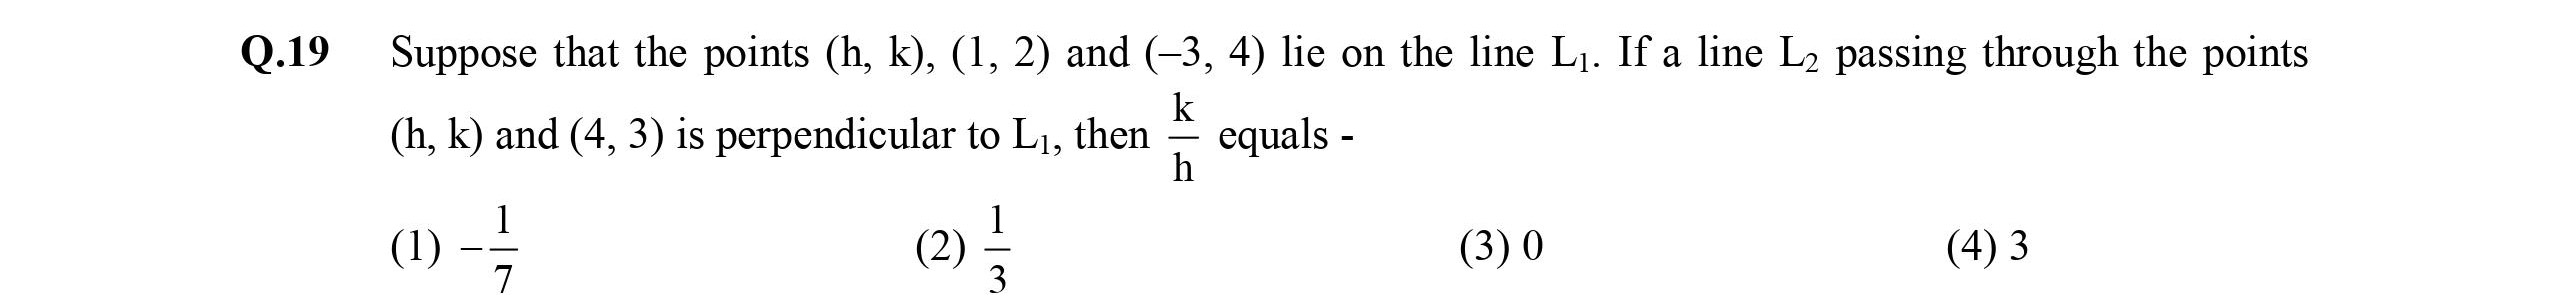 Q.19 Suppose that the points (h, k), (1, 2) and (–3, 4) lie on the line L₁. If a line L₂ passing through the points
(h, k) and (4, 3) is perpendicular to L₁, then k/h equals -
(1) –1/7 (2) 1/3 (3) 0 (4) 3